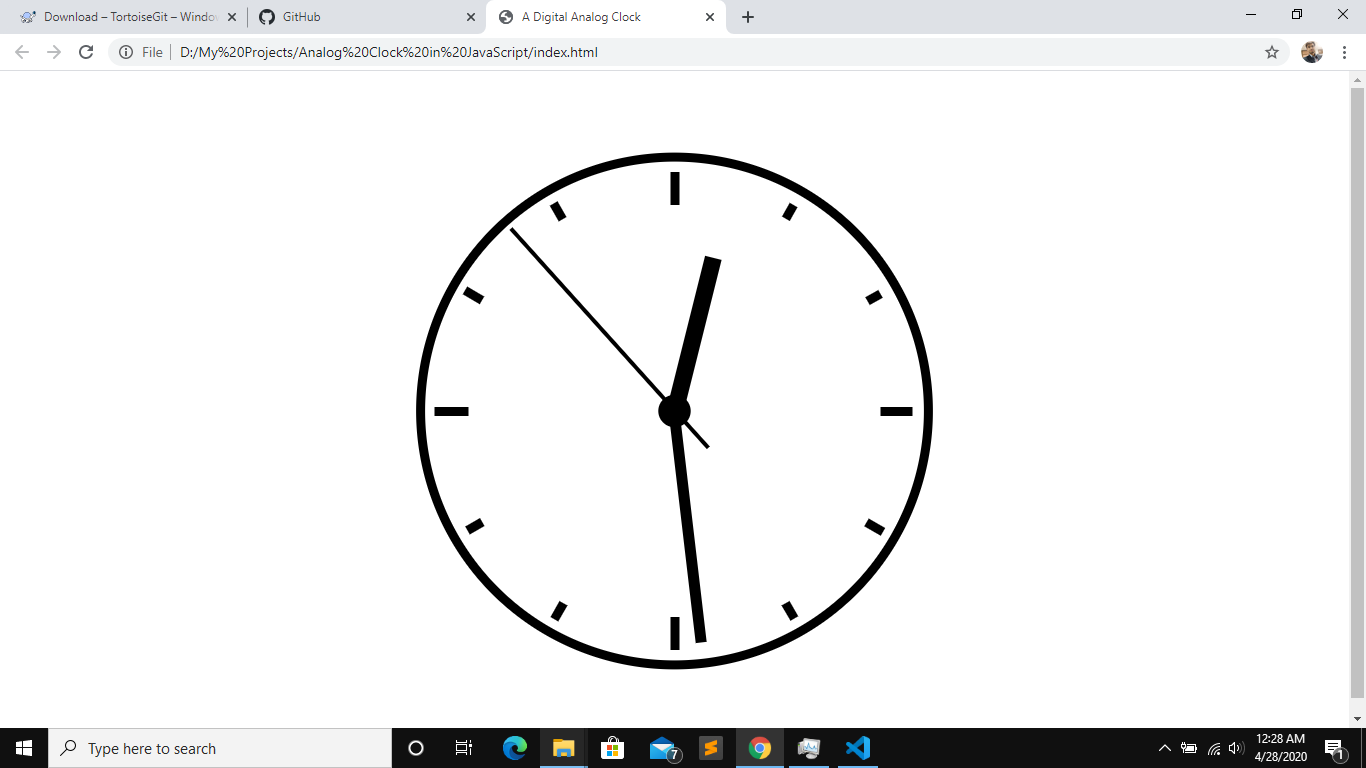 Download – TortoiseGit – Window
GitHub
A Digital Analog Clock
File
D:/My%20Projects/Analog%20Clock%20in%20JavaScript/index.html
Type here to search
7
12:28 AM
4/28/2020
1